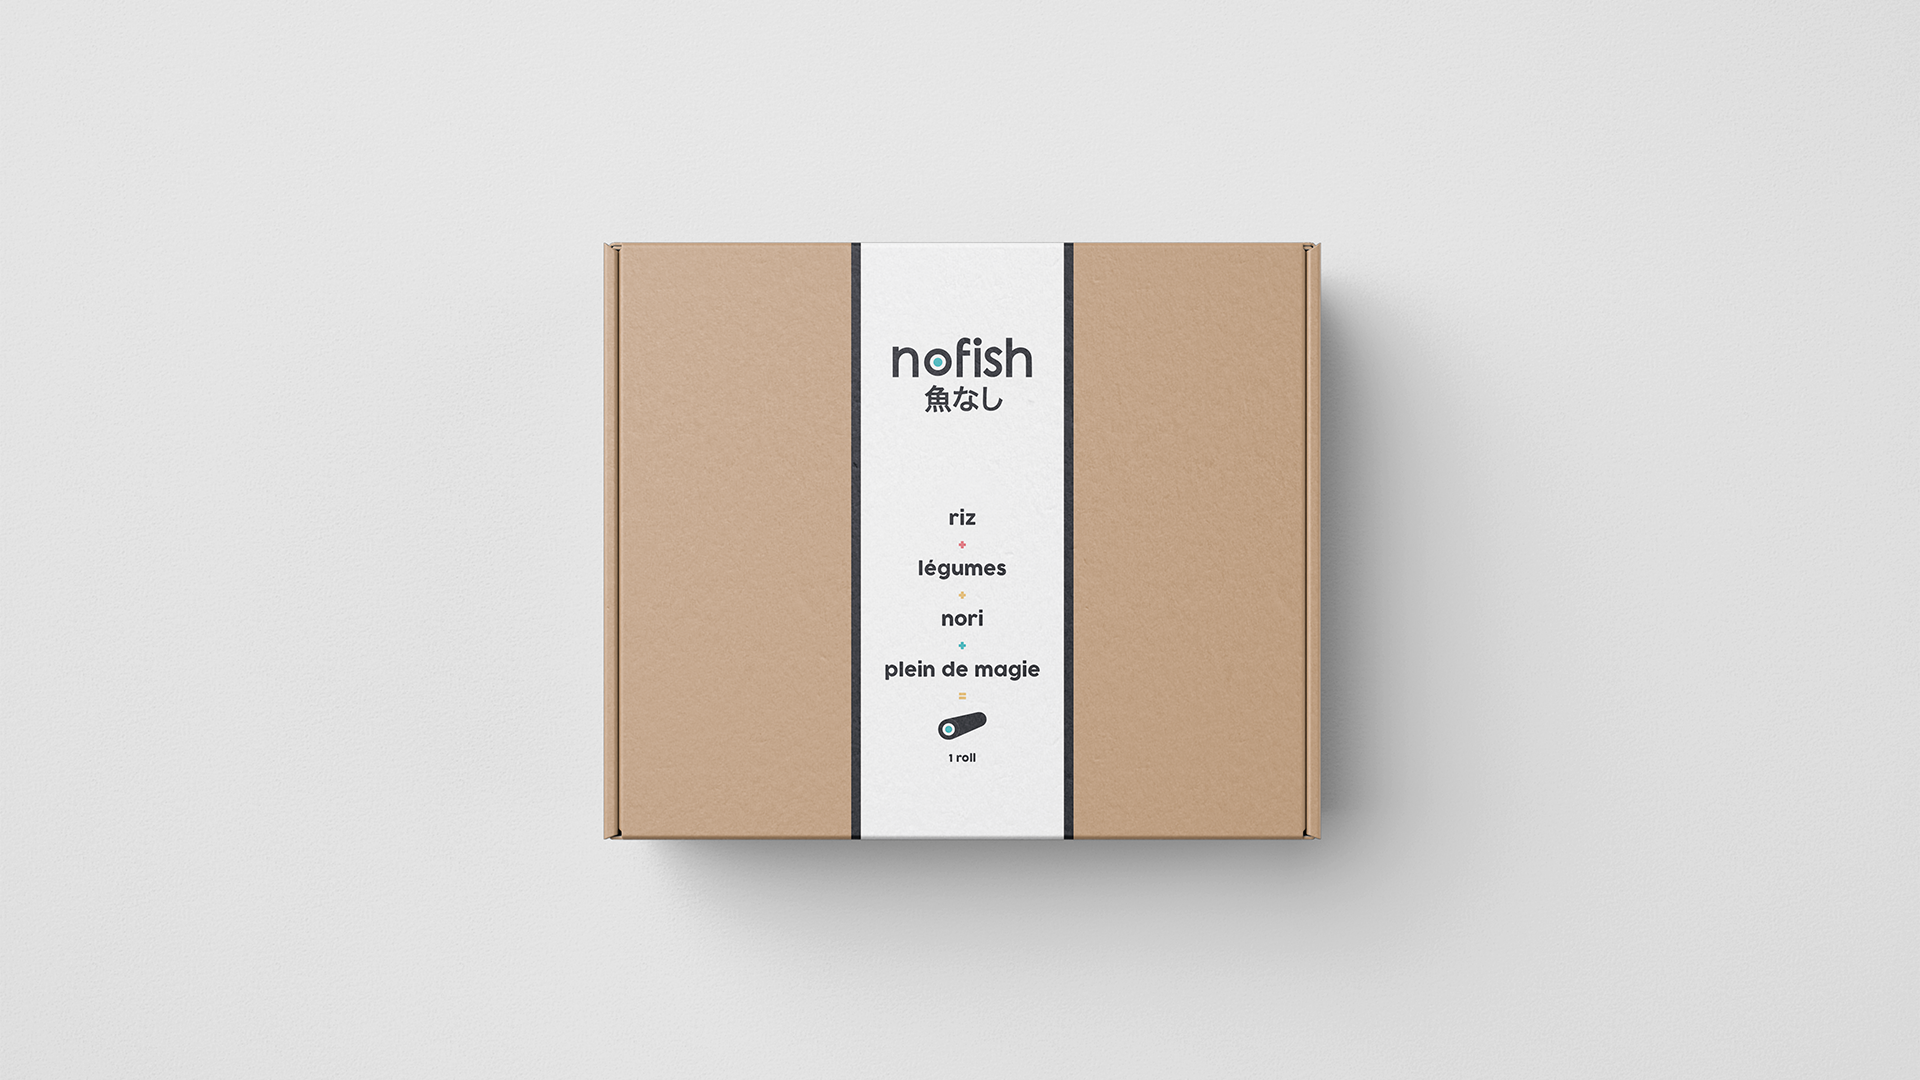 nofish
魚なし
riz
+
légumes
+
nori
+
plein de magie
=
1 roll